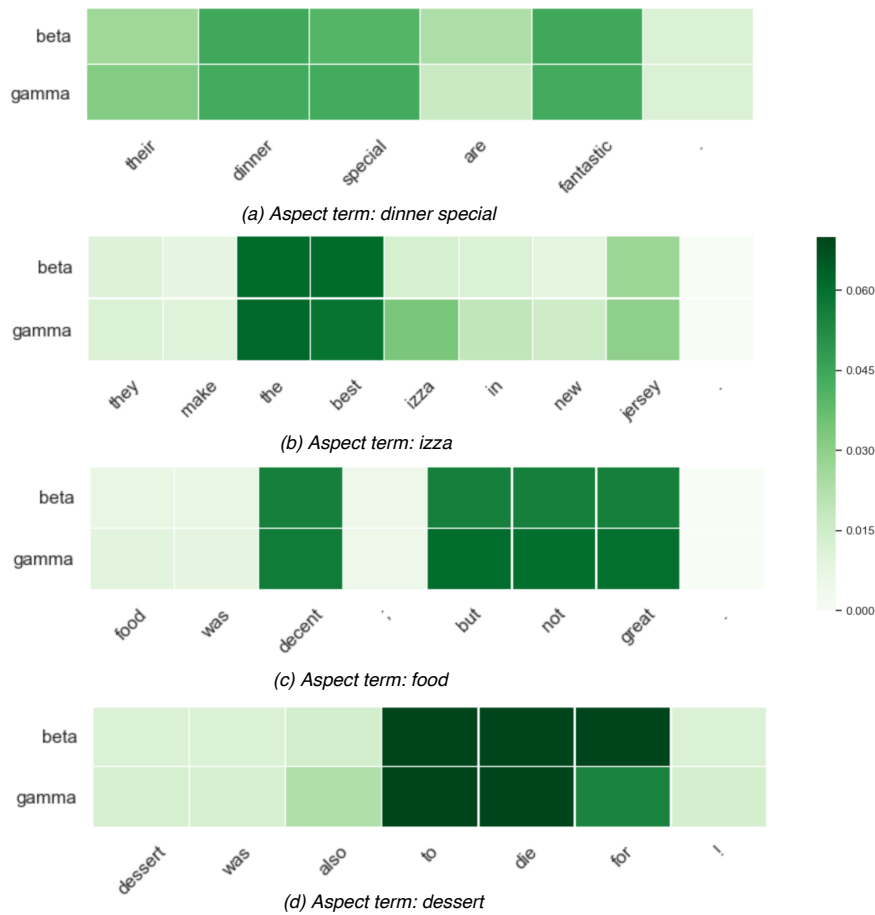 beta
gamma
their dinner special are fantastic .
(a) Aspect term: dinner special
beta
gamma
they make the best izza in new jersey .
(b) Aspect term: izza
0.060
0.045
0.030
0.015
0.000
beta
gamma
food was decent ; but not great .
(c) Aspect term: food
beta
gamma
dessert was also to die for !.
(d) Aspect term: dessert